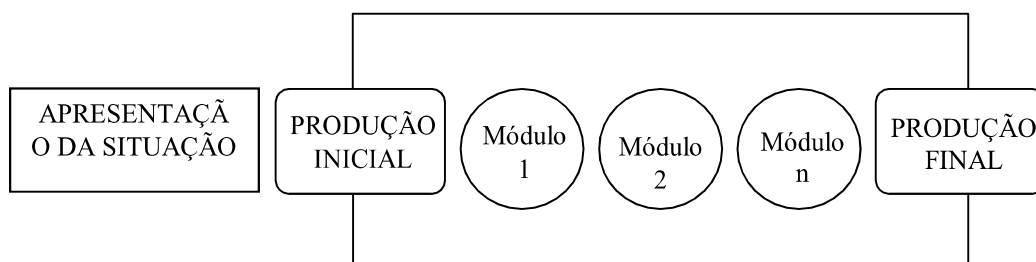 APRESENTAÇÃ
O DA SITUAÇÃO
PRODUÇÃO
INICIAL
Módulo
1
Módulo
2
Módulo
n
PRODUÇÃO
FINAL